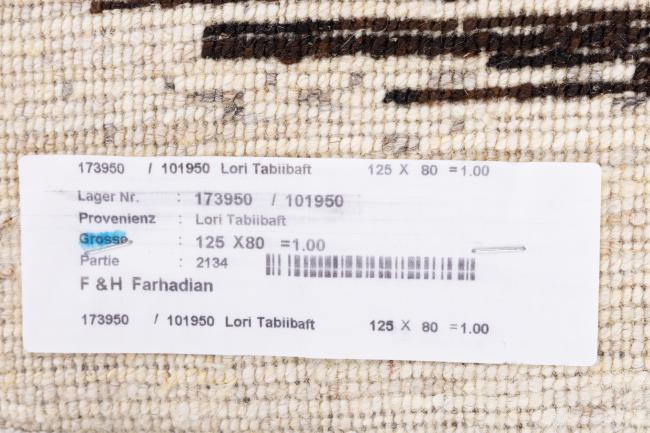 173950 / 101950 Lori Tabiibaft 125 X 80 =1.00
Lager Nr. : 173950 / 101950
Provenienz : Lori Tabiibaft
Grosse : 125 X80 =1.00
Partie : 2134
F &H Farhadian
173950 / 101950 Lori Tabiibaft 125 X 80 =1.00